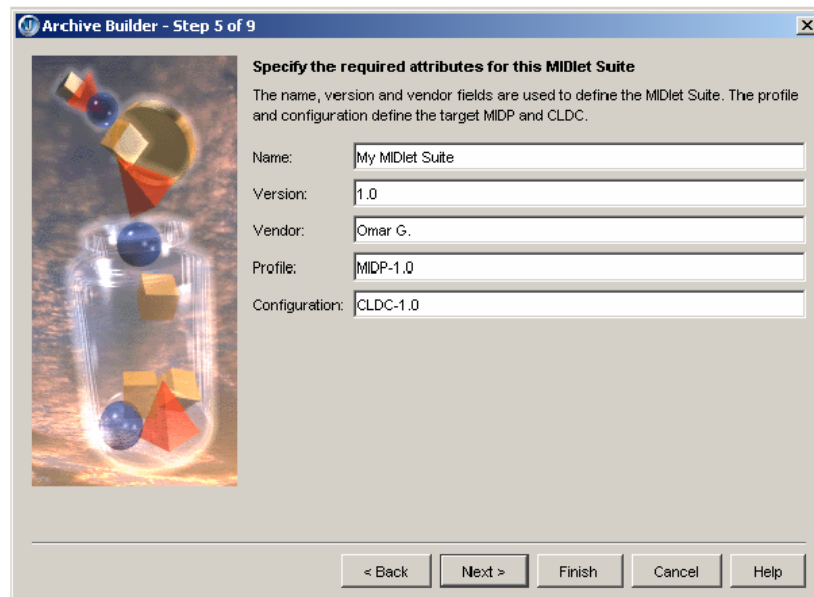 Archive Builder - Step 5 of 9
Specify the required attributes for this MIDlet Suite
The name, version and vendor fields are used to define the MIDlet Suite. The profile
and configuration define the target MIDP and CLDC.
Name: My MIDlet Suite
Version: 1.0
Vendor: Omar G.
Profile: MIDP-1.0
Configuration: CLDC-1.0
< Back Next > Finish Cancel Help